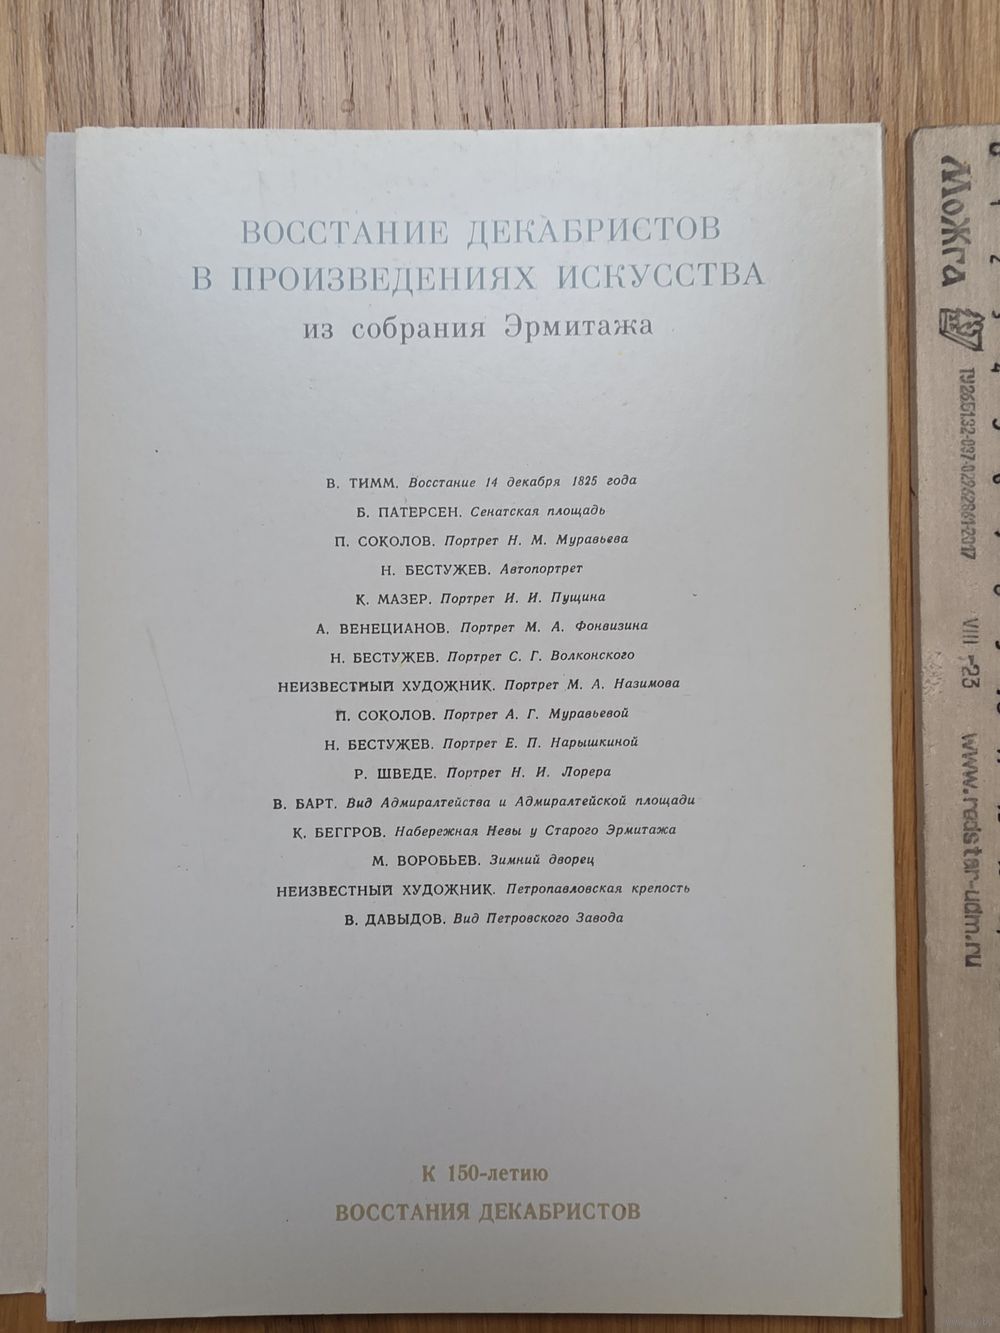 ВОССТАНИЕ ДЕКАБРИСТОВ
В ПРОИЗВЕДЕНИЯХ ИСКУССТВА
из собрания Эрмитажа
В. ТИММ. Восстание 14 декабря 1825 года
Б. ПАТЕРСЕН. Сенатская площадь
П. СОКОЛОВ. Портрет Н. М. Муравьева
Н. БЕСТУЖЕВ. Автопортрет
К. МАЗЕР. Портрет И. И. Пущина
А. ВЕНЕЦИАНОВ. Портрет М. А. Фонвизина
Н. БЕСТУЖЕВ. Портрет С. Г. Волконского
НЕИЗВЕСТНЫЙ ХУДОЖНИК. Портрет М. А. Назимова
П. СОКОЛОВ. Портрет А. Г. Муравьевой
Н. БЕСТУЖЕВ. Портрет Е. П. Нарышкиной
Р. ШВЕДЕ. Портрет Н. И. Лорера
В. БАРТ. Вид Адмиралтейства и Адмиралтейской площади
К. БЕГГРОВ. Набережная Невы у Старого Эрмитажа
М. ВОРОБЬЕВ. Зимний дворец
НЕИЗВЕСТНЫЙ ХУДОЖНИК. Петропавловская крепость
В. ДАВЫДОВ. Вид Петровского Завода
К 150-летию
ВОССТАНИЯ ДЕКАБРИСТОВ
Можга
VIII -23
www.redstar-udm.ru